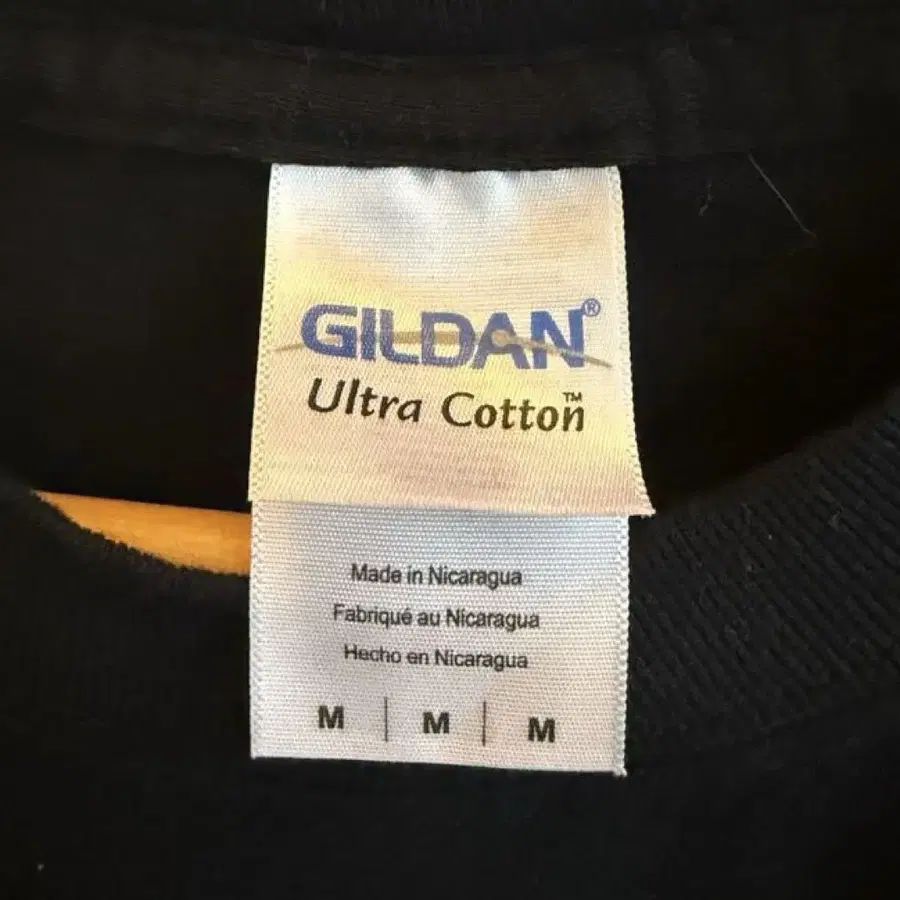 GILDAN®
Ultra Cotton™
Made in Nicaragua
Fabriqué au Nicaragua
Hecho en Nicaragua
M | M | M